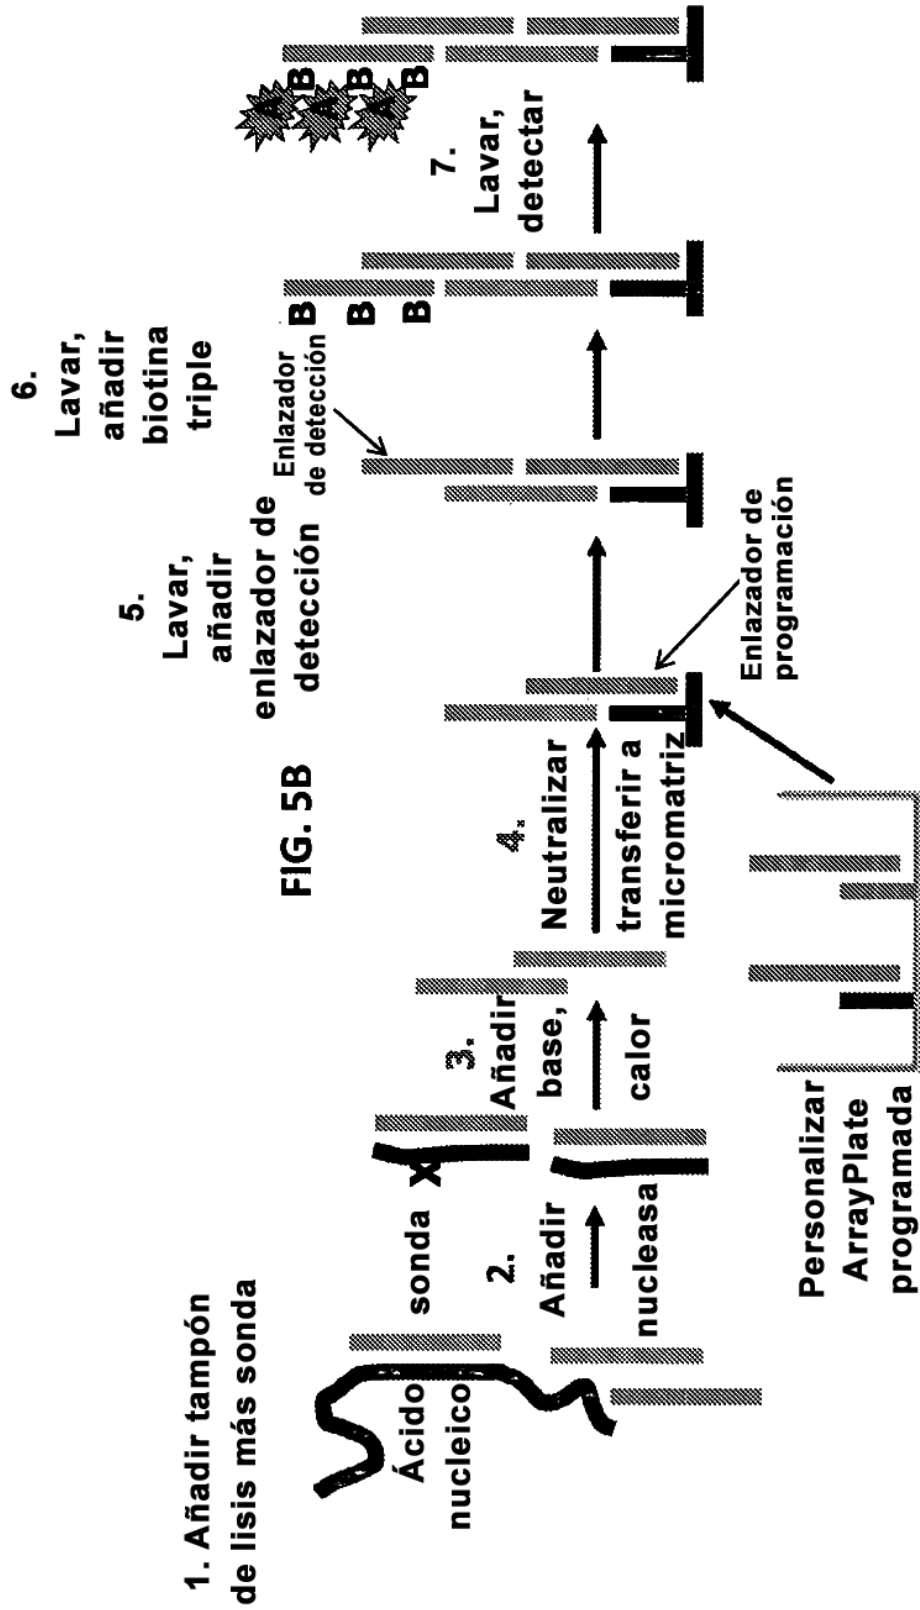 1. Añadir tampón
de lisis más sonda
Ácido
nucleico
sonda
2.
Añadir
nucleasa
X
3.
Añadir
base,
calor
4.
Neutralizar
transferir a
micromatriz
Personalizar
ArrayPlate
programada
Enlazador de
programación
FIG. 5B
5.
Lavar,
añadir
enlazador de
detección
Enlazador
de detección
6.
Lavar,
añadir
biotina
triple
B
B
B
7.
Lavar,
detectar
A
A
A
B
B
B